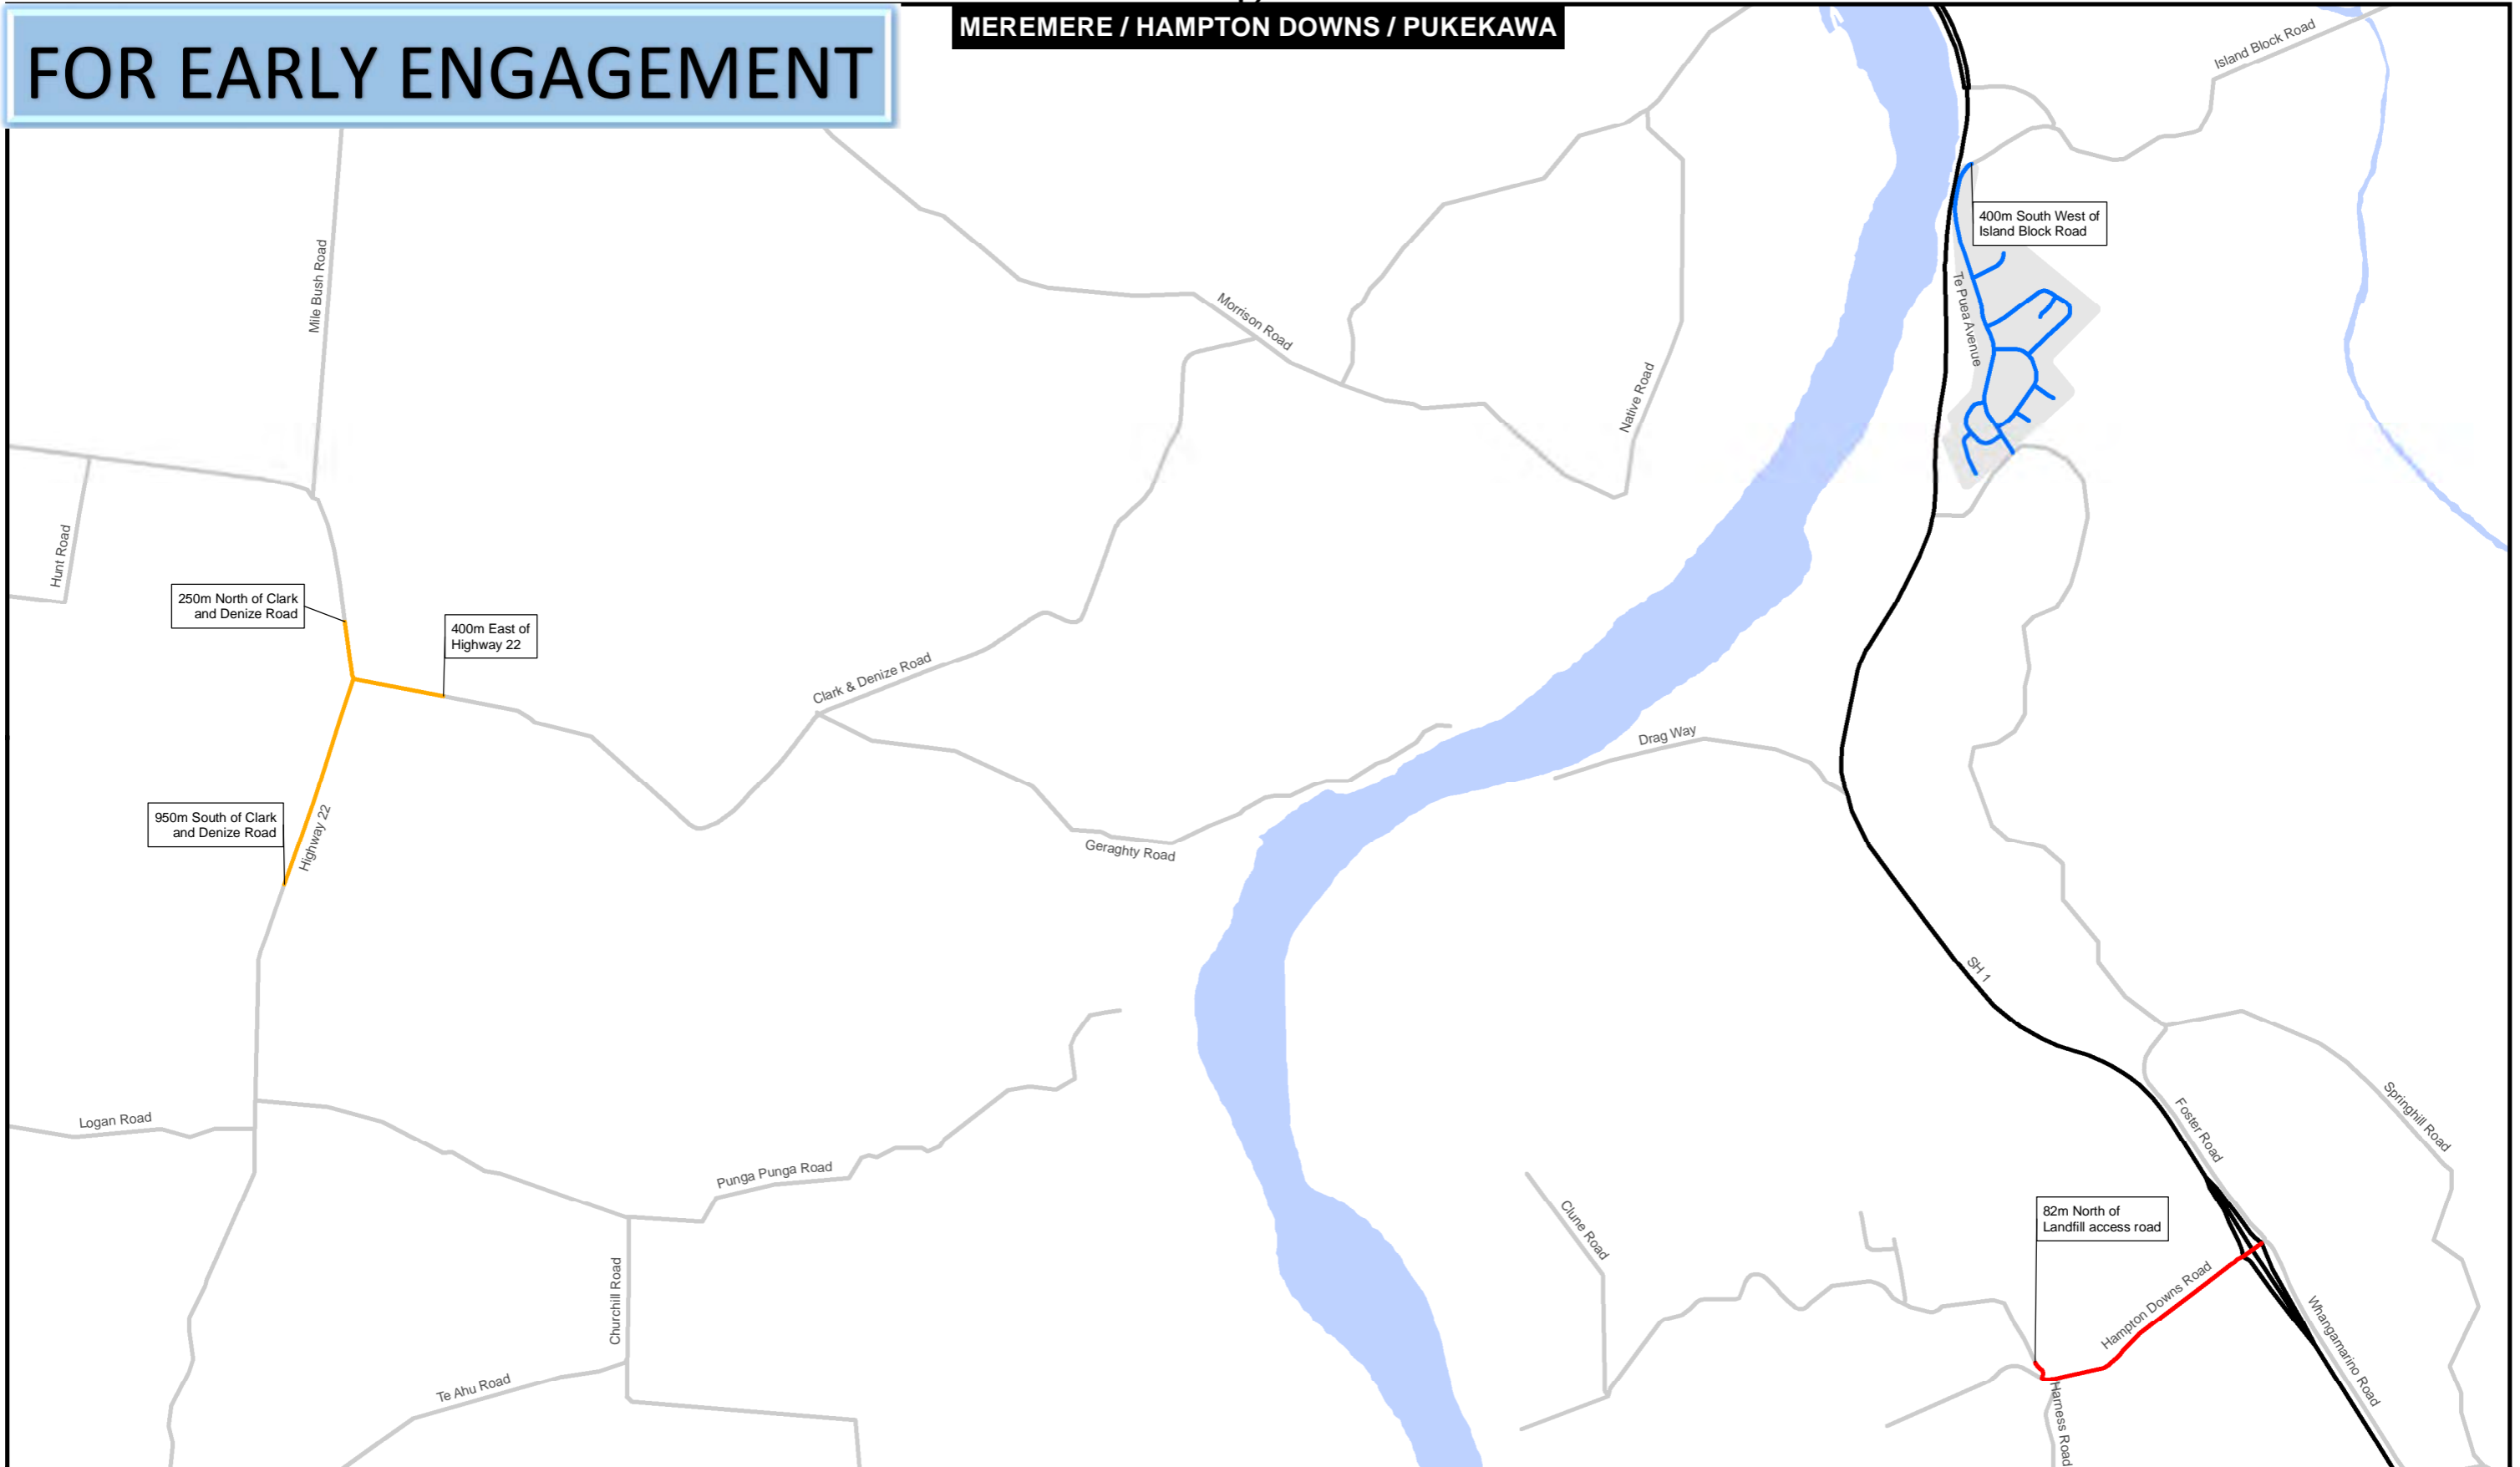 MEREMERE / HAMPTON DOWNS / PUKEKAWA
FOR EARLY ENGAGEMENT
Island Block Road
400m South West of
Island Block Road
Te Puea Avenue
Mile Bush Road
Morrison Road
Native Road
Hunt Road
250m North of Clark
and Denize Road
400m East of
Highway 22
Clark & Denize Road
Drag Way
950m South of Clark
and Denize Road
Highway 22
Geraghty Road
SH 1
Logan Road
Foster Road
Springhill Road
Punga Punga Road
Clune Road
82m North of
Landfill access road
Churchill Road
Hampton Downs Road
Whangamarino Road
Te Ahu Road
Harness Road